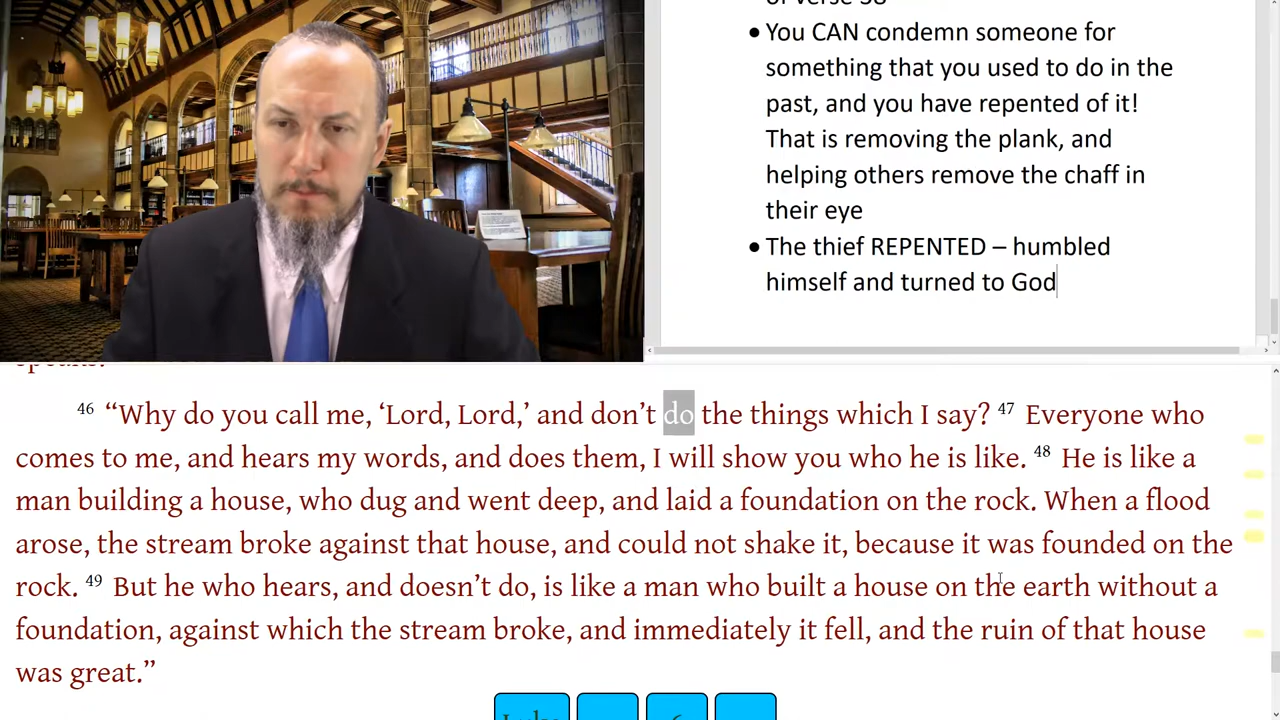 of verse 38
• You CAN condemn someone for
something that you used to do in the
past, and you have repented of it!
That is removing the plank, and
helping others remove the chaff in
their eye
• The thief REPENTED – humbled
himself and turned to God
speaks.
46 “Why do you call me, ‘Lord, Lord,’ and don’t do the things which I say? 47 Everyone who
comes to me, and hears my words, and does them, I will show you who he is like. 48 He is like a
man building a house, who dug and went deep, and laid a foundation on the rock. When a flood
arose, the stream broke against that house, and could not shake it, because it was founded on the
rock. 49 But he who hears, and doesn’t do, is like a man who built a house on the earth without a
foundation, against which the stream broke, and immediately it fell, and the ruin of that house
was great.”
Luke 6